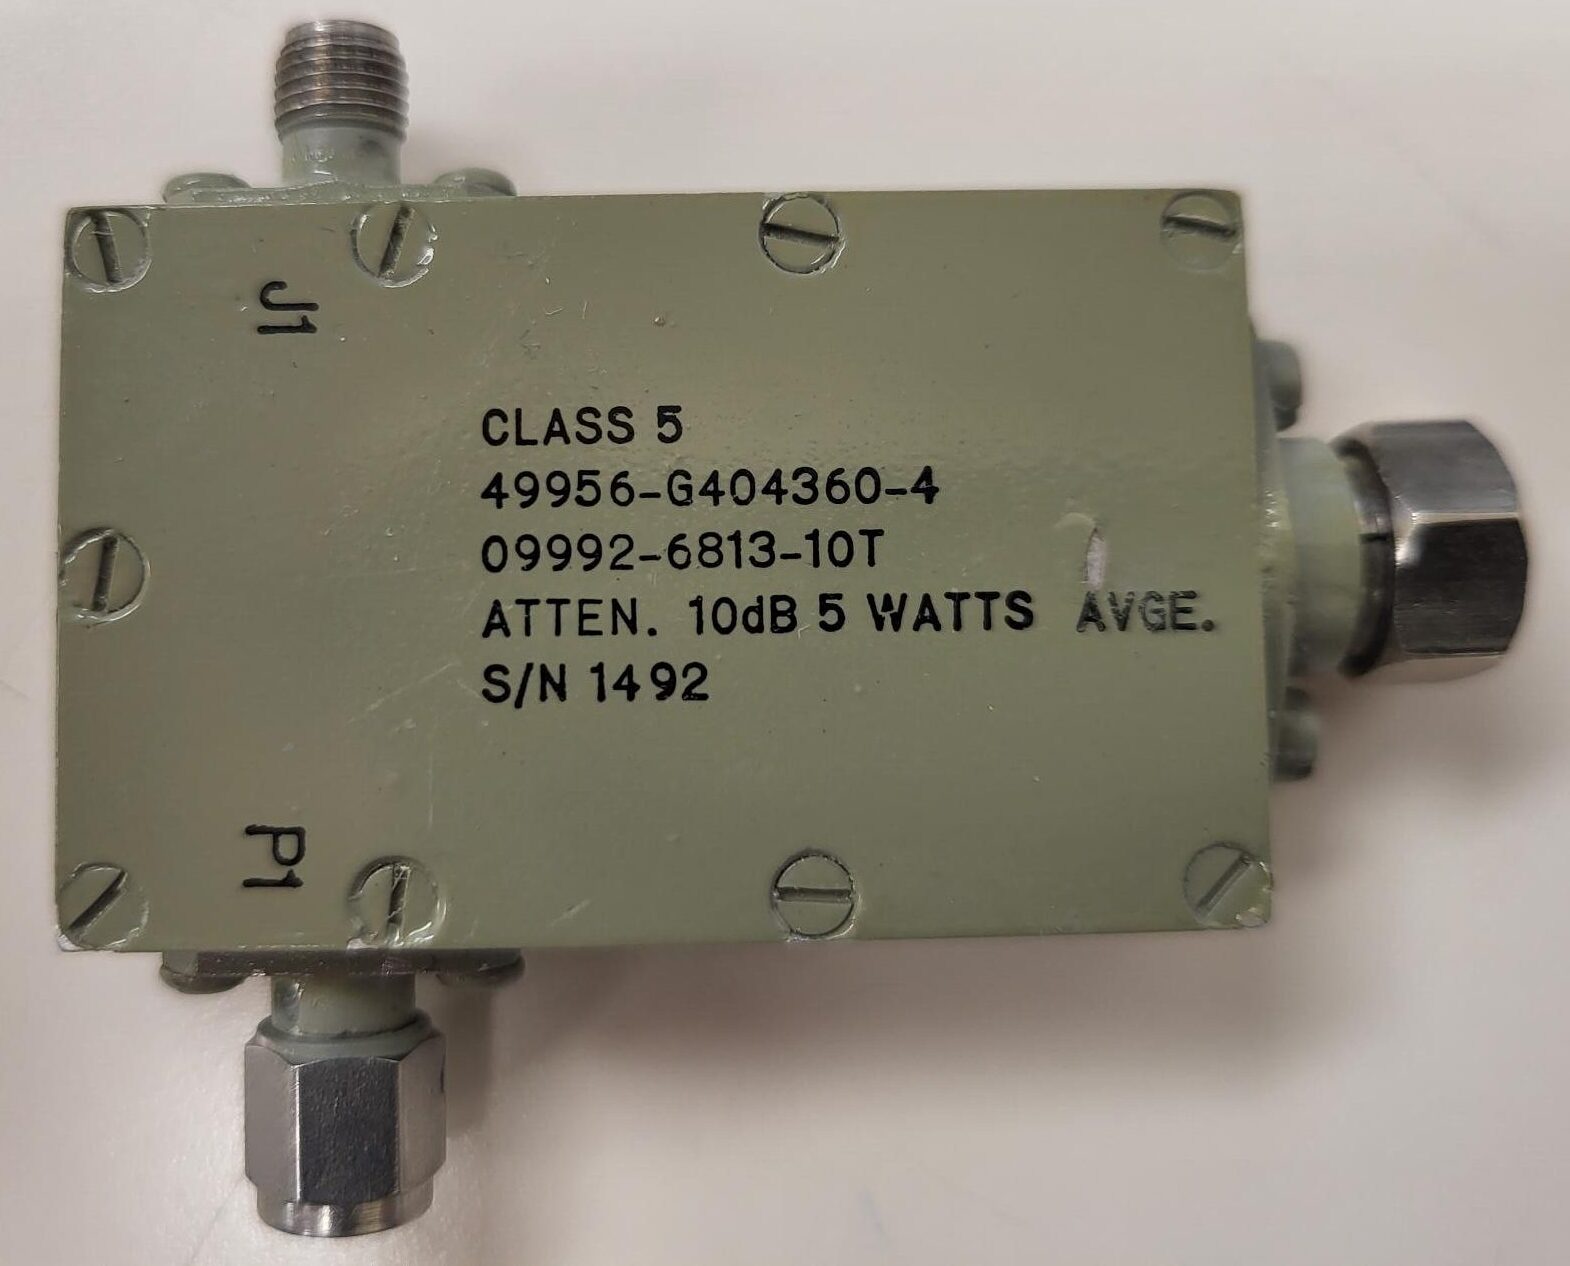 J1
CLASS 5
49956-G404360-4
09992-6813-10T
ATTEN. 10dB 5 WATTS AVGE.
S/N 1492
P1